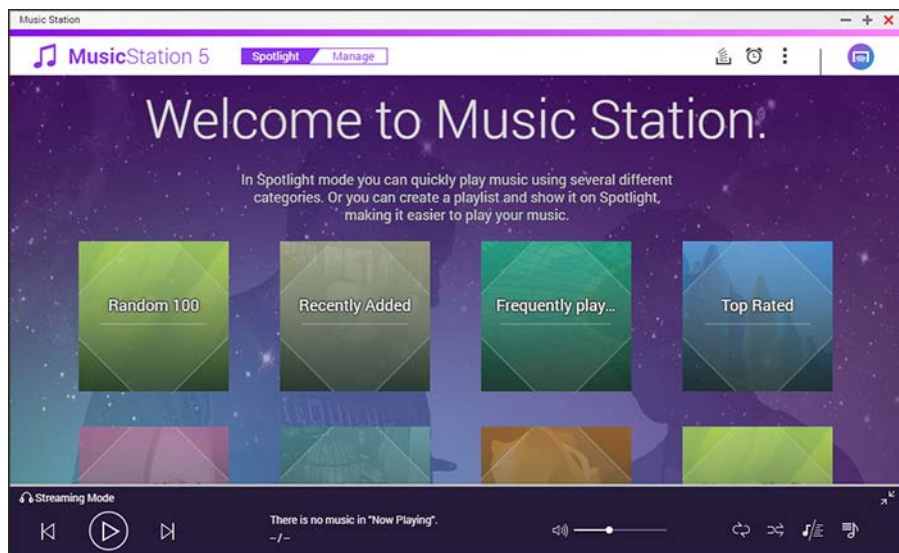 Music Station
MusicStation 5
Spotlight
Manage
Welcome to Music Station.
In Spotlight mode you can quickly play music using several different
categories. Or you can create a playlist and show it on Spotlight,
making it easier to play your music.
Random 100
Recently Added
Frequently play...
Top Rated
Streaming Mode
There is no music in "Now Playing".
--/--